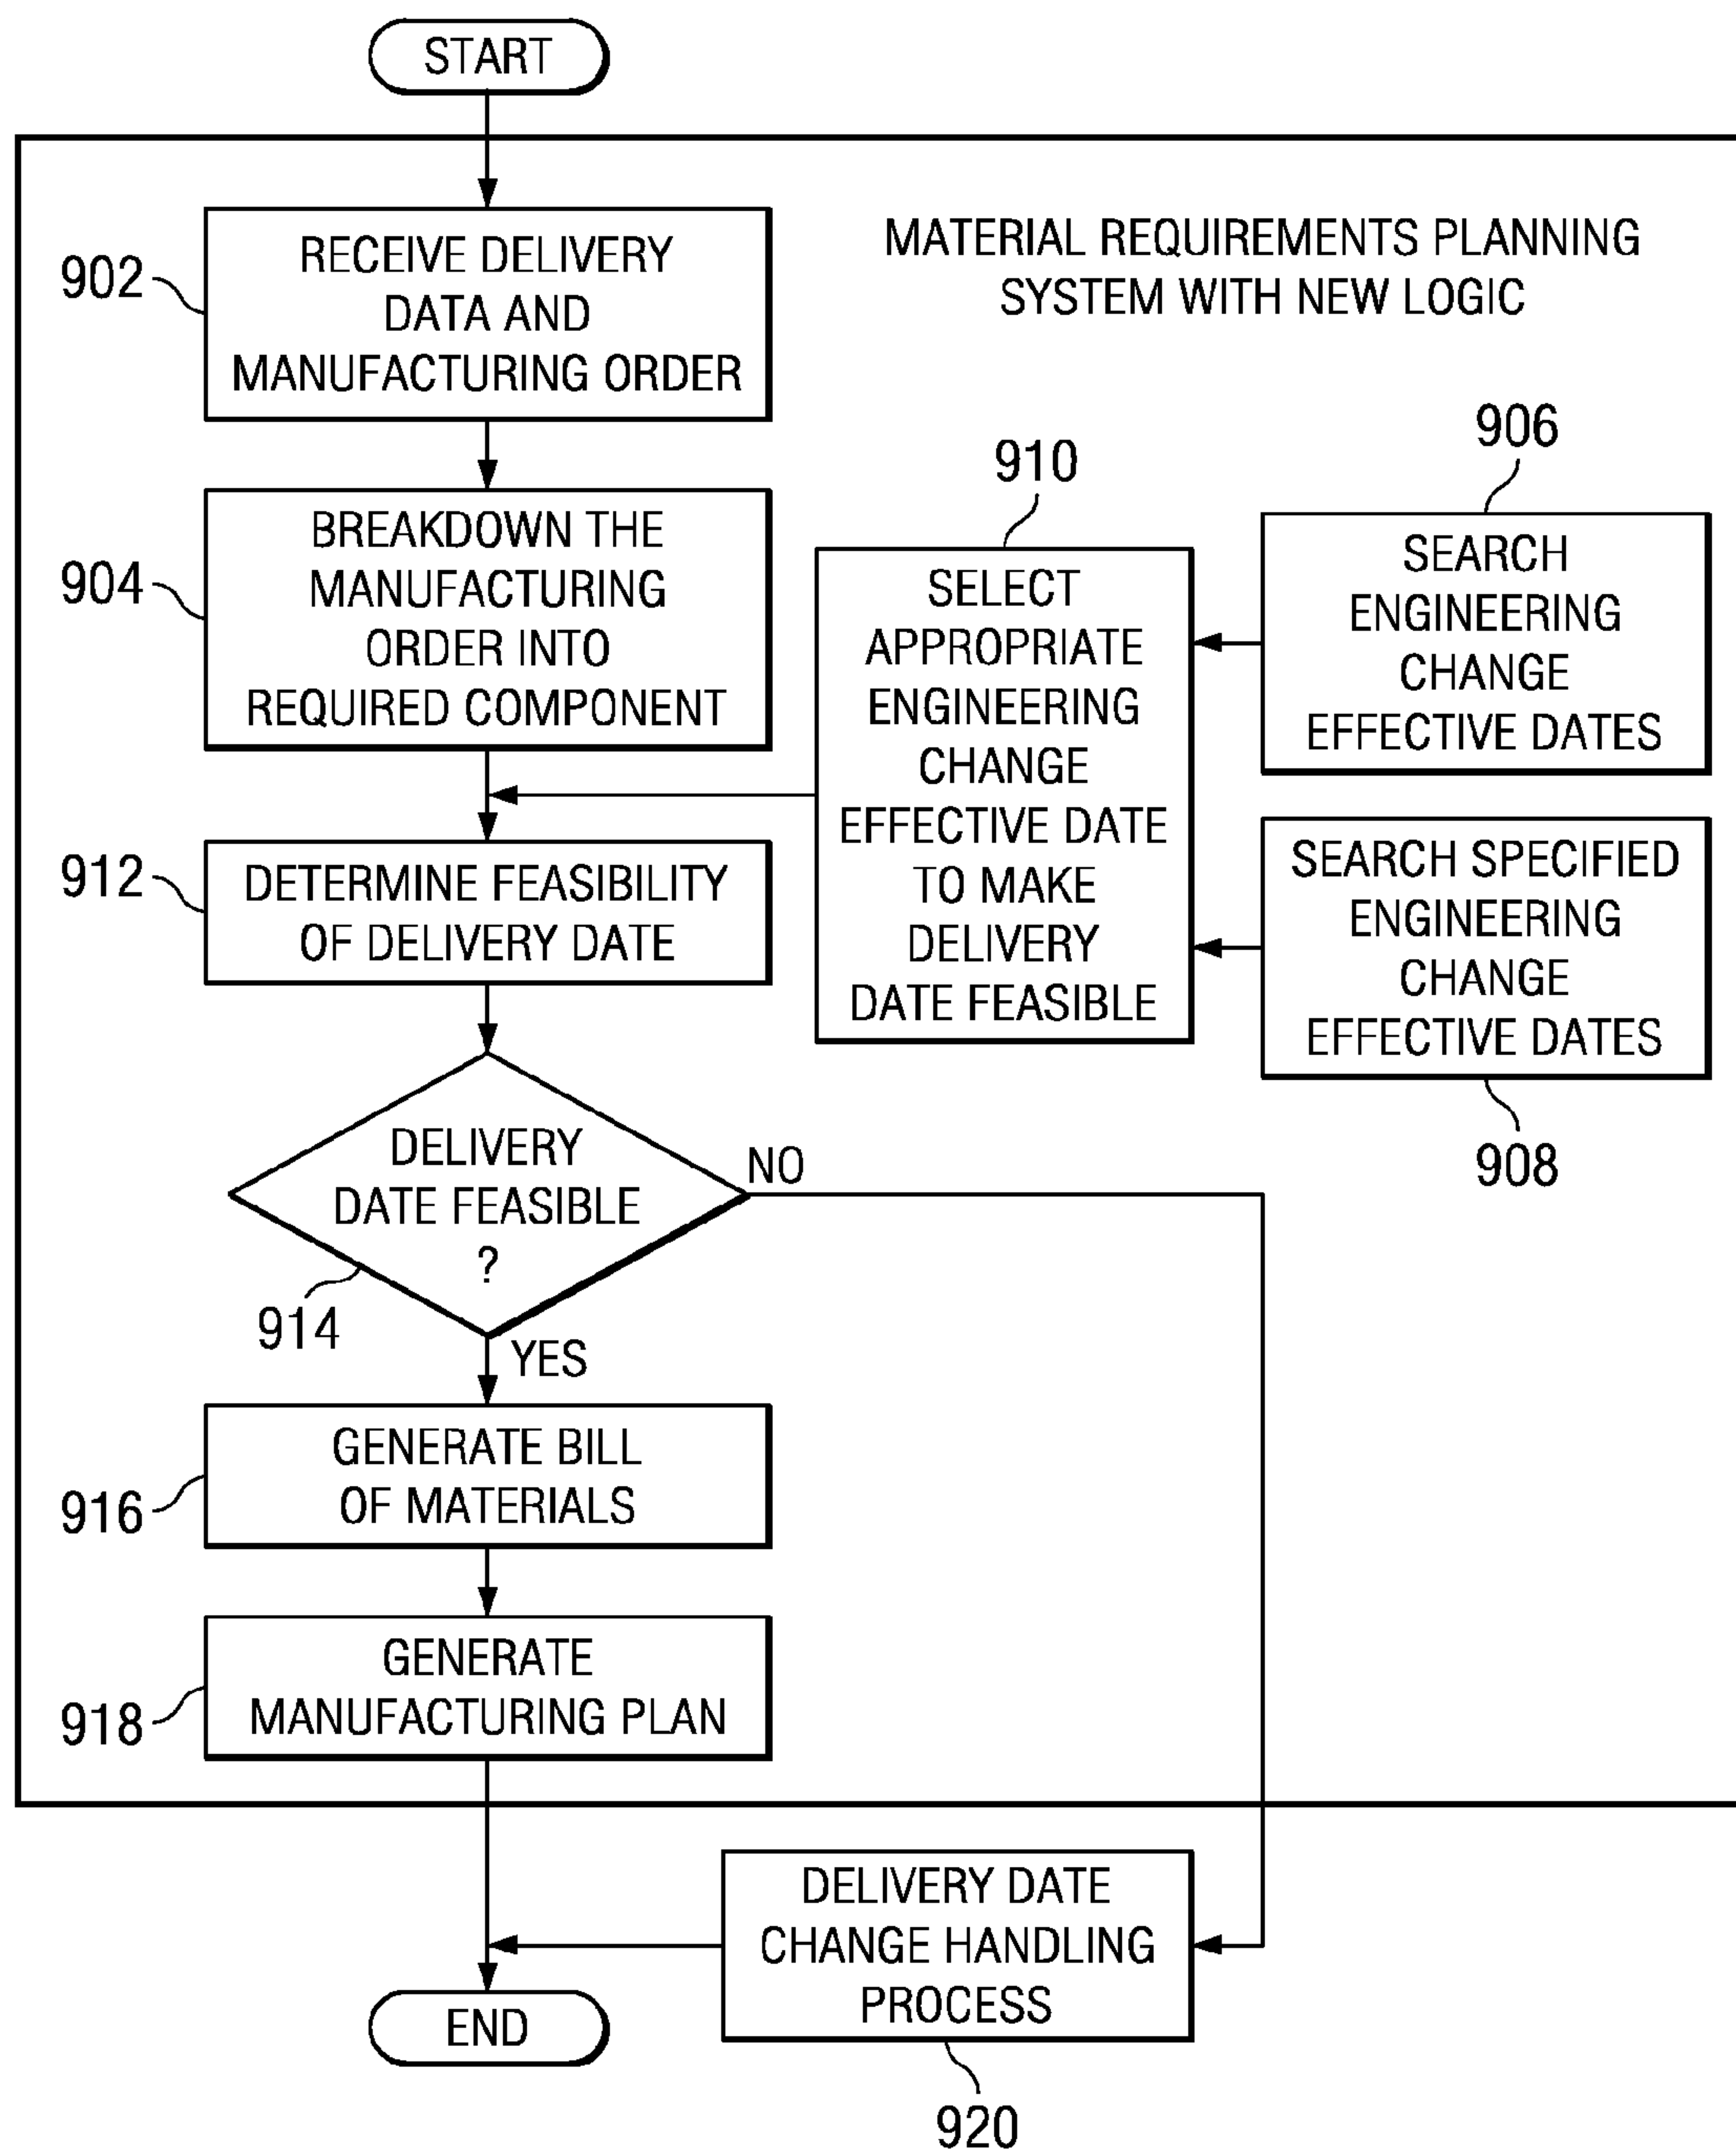 START
MATERIAL REQUIREMENTS PLANNING
SYSTEM WITH NEW LOGIC
902
RECEIVE DELIVERY
DATA AND
MANUFACTURING ORDER
904
BREAKDOWN THE
MANUFACTURING
ORDER INTO
REQUIRED COMPONENT
910
SELECT
APPROPRIATE
ENGINEERING
CHANGE
EFFECTIVE DATE
TO MAKE
DELIVERY
DATE FEASIBLE
906
SEARCH
ENGINEERING
CHANGE
EFFECTIVE DATES
SEARCH SPECIFIED
ENGINEERING
CHANGE
EFFECTIVE DATES
908
912
DETERMINE FEASIBILITY
OF DELIVERY DATE
DELIVERY
DATE FEASIBLE
?
NO
914
YES
916
GENERATE BILL
OF MATERIALS
918
GENERATE
MANUFACTURING PLAN
DELIVERY DATE
CHANGE HANDLING
PROCESS
920
END